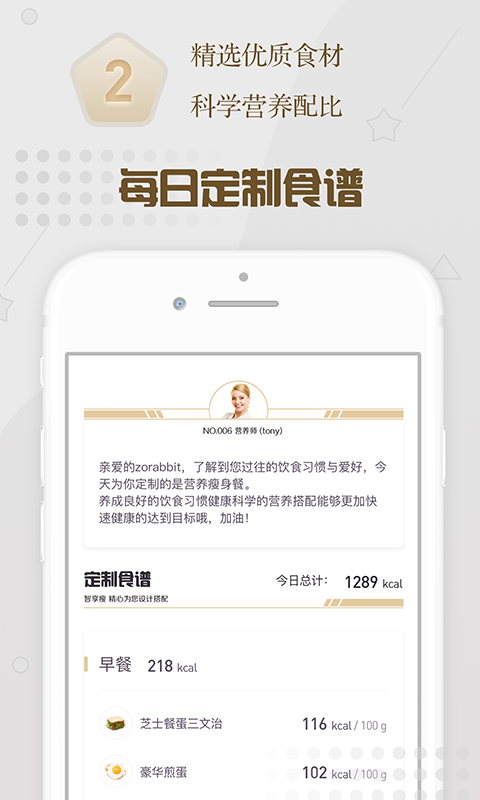 2
精选优质食材
科学营养配比
每日定制食谱
NO.006 营养师 (tony)
亲爱的zorabbit，了解到您过往的饮食习惯与爱好，今
天为你定制的是营养瘦身餐。
养成良好的饮食习惯健康科学的营养搭配能够更加快
速健康的达到目标哦，加油！
定制食谱
今日总计： 1289 kcal
智享瘦 精心为您设计搭配
早餐 218 kcal
芝士餐蛋三文治 116 kcal / 100 g
豪华煎蛋 102 kcal / 100 g